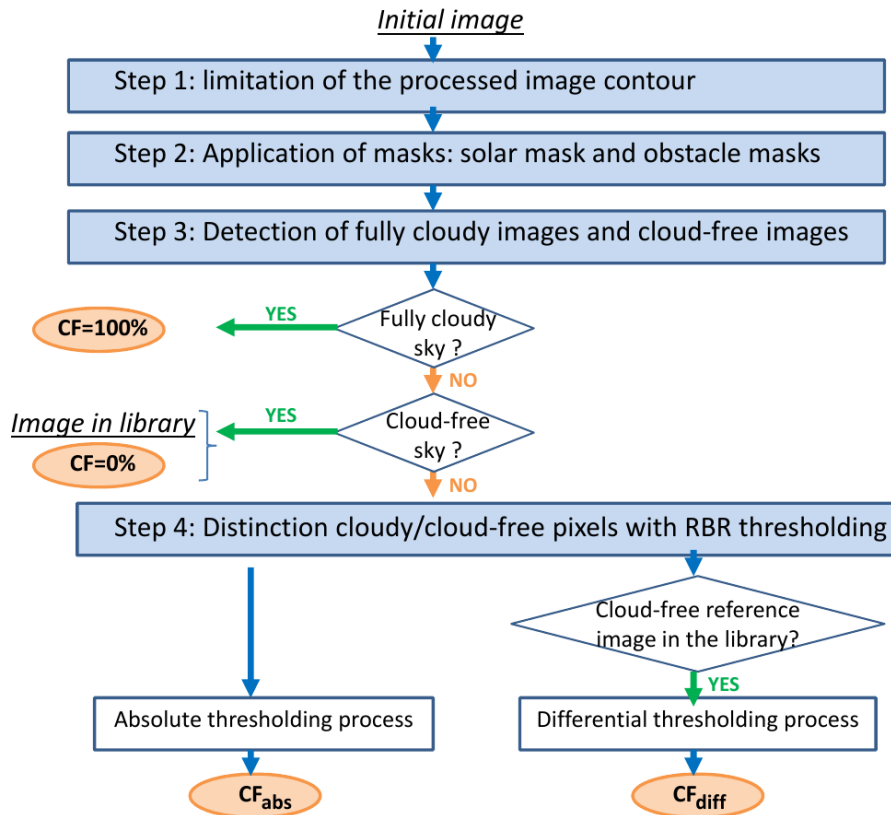 Initial image
Step 1: limitation of the processed image contour
Step 2: Application of masks: solar mask and obstacle masks
Step 3: Detection of fully cloudy images and cloud-free images
Fully cloudy
sky ?
YES
CF=100%
NO
Cloud-free
sky ?
YES
Image in library
CF=0%
NO
Step 4: Distinction cloudy/cloud-free pixels with RBR thresholding
Cloud-free reference
image in the library?
YES
Absolute thresholding process
Differential thresholding process
CFabs
CFdiff